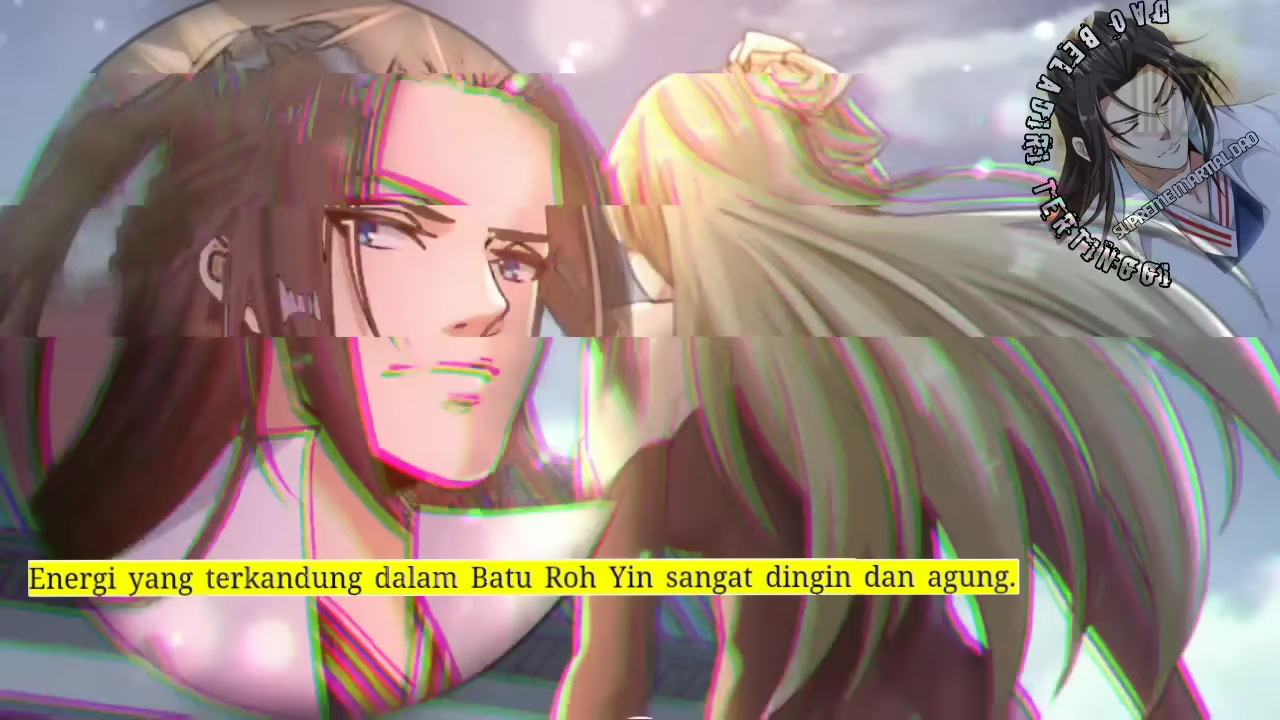 DAO BELADIRI TERTINGGI
SUPREME MARTIAL DAO
Energi yang terkandung dalam Batu Roh Yin sangat dingin dan agung.